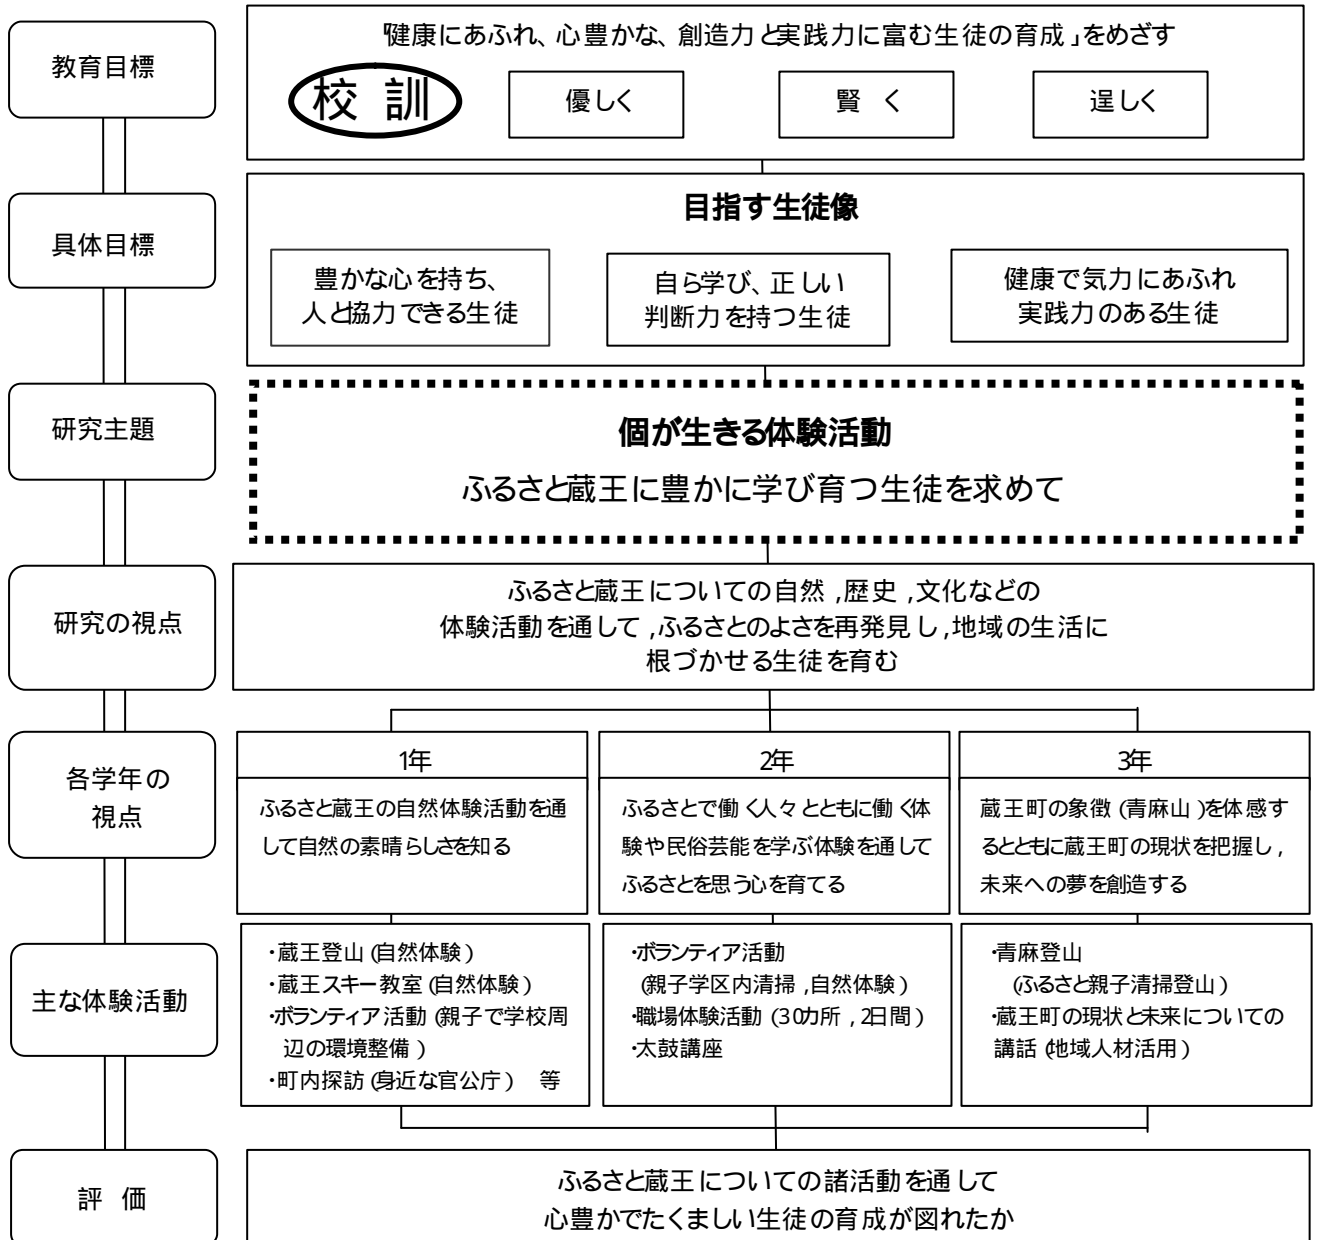 教育目標
「健康にあふれ、心豊かな、創造力と実践力に富む生徒の育成」をめざす
校 訓
優しく
賢 く
逞しく
具体目標
目指す生徒像
豊かな心を持ち、
人と協力できる生徒
自ら学び、正しい
判断力を持つ生徒
健康で気力にあふれ
実践力のある生徒
研究主題
個が生きる体験活動
ふるさと蔵王に豊かに学び育つ生徒を求めて
研究の視点
ふるさと蔵王についての自然,歴史,文化などの
体験活動を通して,ふるさとのよさを再発見し,地域の生活に
根づかせる生徒を育む
各学年の
視点
1年
ふるさと蔵王の自然体験活動を通
して自然の素晴らしさを知る
2年
ふるさとで働く人々とともに働く体
験や民俗芸能を学ぶ体験を通して
ふるさとを思う心を育てる
3年
蔵王町の象徴(青麻山)を体感す
るとともに蔵王町の現状を把握し,
未来への夢を創造する
主な体験活動
・蔵王登山(自然体験)
・蔵王スキー教室(自然体験)
・ボランティア活動(親子で学校周
辺の環境整備)
・町内探訪(身近な官公庁) 等
・ボランティア活動
(親子学区内清掃,自然体験)
・職場体験活動(30カ所,2日間)
・太鼓講座
・青麻登山
(ふるさと親子清掃登山)
・蔵王町の現状と未来についての
講話(地域人材活用)
評 価
ふるさと蔵王についての諸活動を通して
心豊かでたくましい生徒の育成が図れたか